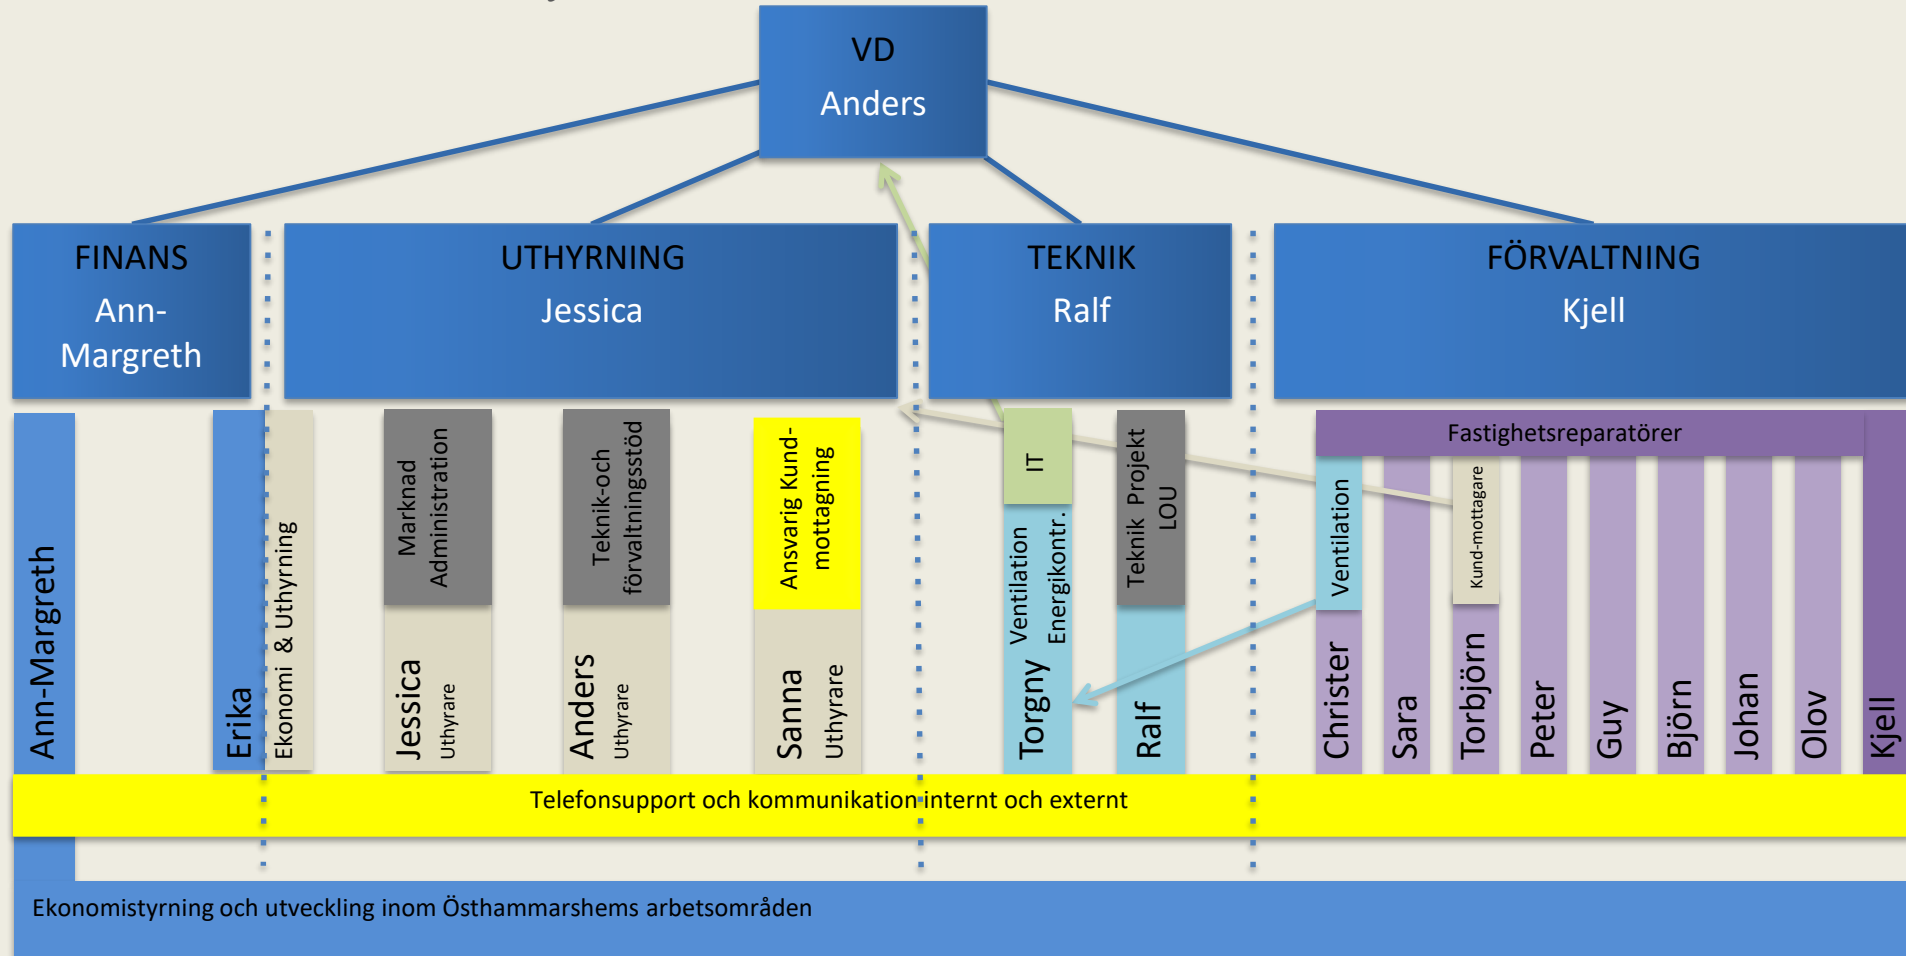 VD
Anders
FINANS
Ann-
Margreth
UTHYRNING
Jessica
TEKNIK
Ralf
FÖRVALTNING
Kjell
Ann-Margreth
Erika
Ekonomi & Uthyrning
Marknad
Administration
Jessica
Uthyrare
Teknik-och
förvaltningsstöd
Anders
Uthyrare
Ansvarig Kund-
mottagning
Sanna
Uthyrare
IT
Ventilation
Energikontr.
Torgny
Teknik Projekt
LOU
Ralf
Fastighetsreparatörer
Ventilation
Christer
Sara
Kund-mottagare
Torbjörn
Peter
Guy
Björn
Johan
Olov
Kjell
Telefonsupport och kommunikation internt och externt
Ekonomistyrning och utveckling inom Östhammarshems arbetsområden